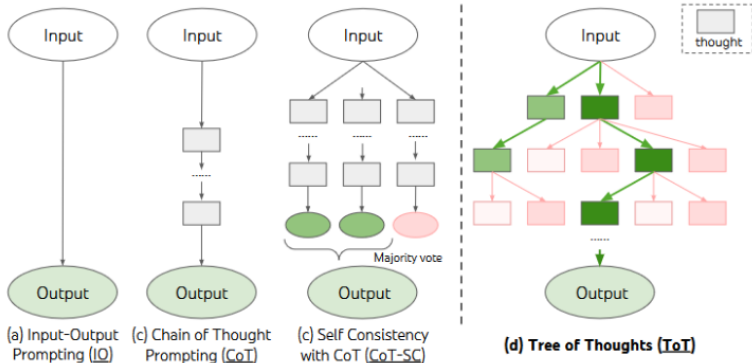 Input
Input
Input
Input
thought
......
......
......
......
......
Majority vote
Output
Output
Output
Output
(a) Input-Output
Prompting (IO)
(c) Chain of Thought
Prompting (CoT)
(c) Self Consistency
with CoT (CoT-SC)
(d) Tree of Thoughts (ToT)